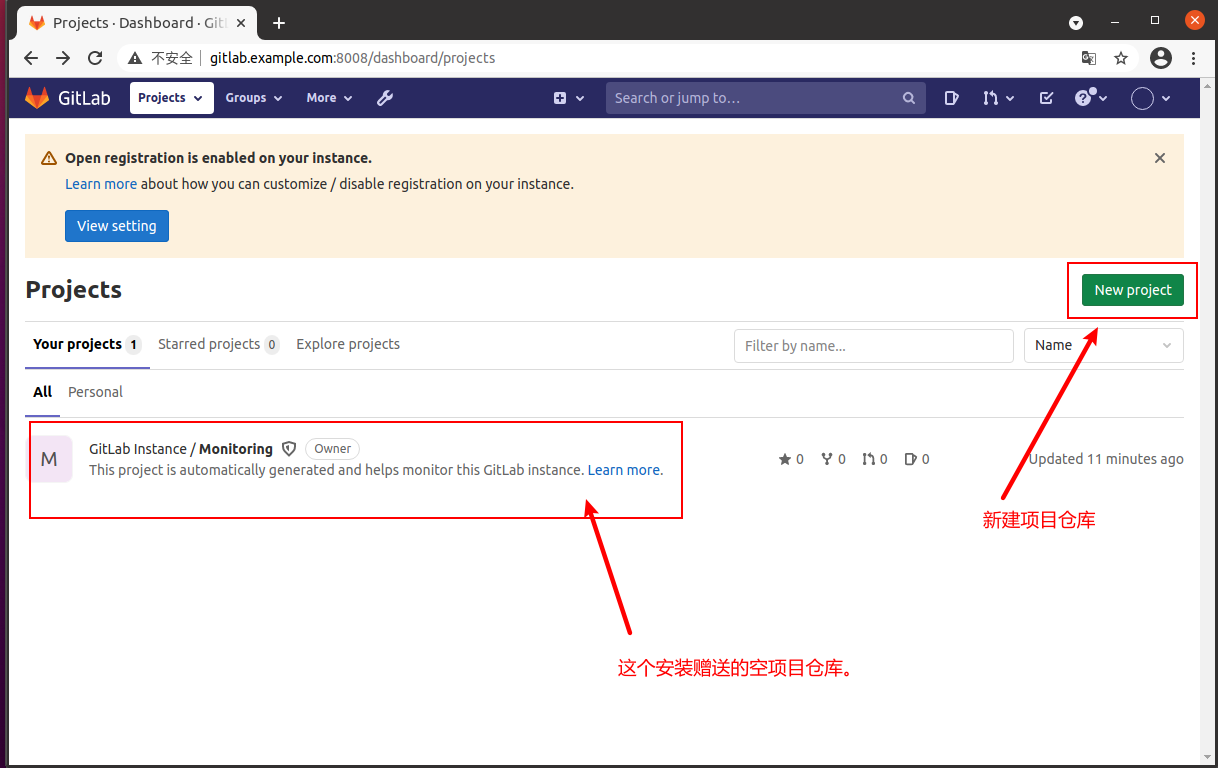 Projects · Dashboard · Git
不安全 gitlab.example.com:8008/dashboard/projects
GitLab Projects Groups More Search or jump to…
Open registration is enabled on your instance.
Learn more about how you can customize / disable registration on your instance.
View setting
Projects New project
Your projects 1 Starred projects 0 Explore projects Filter by name... Name
All Personal
M GitLab Instance / Monitoring Owner
This project is automatically generated and helps monitor this GitLab instance. Learn more. 0 0 0 0 Updated 11 minutes ago
新建项目仓库
这个安装赠送的空项目仓库。